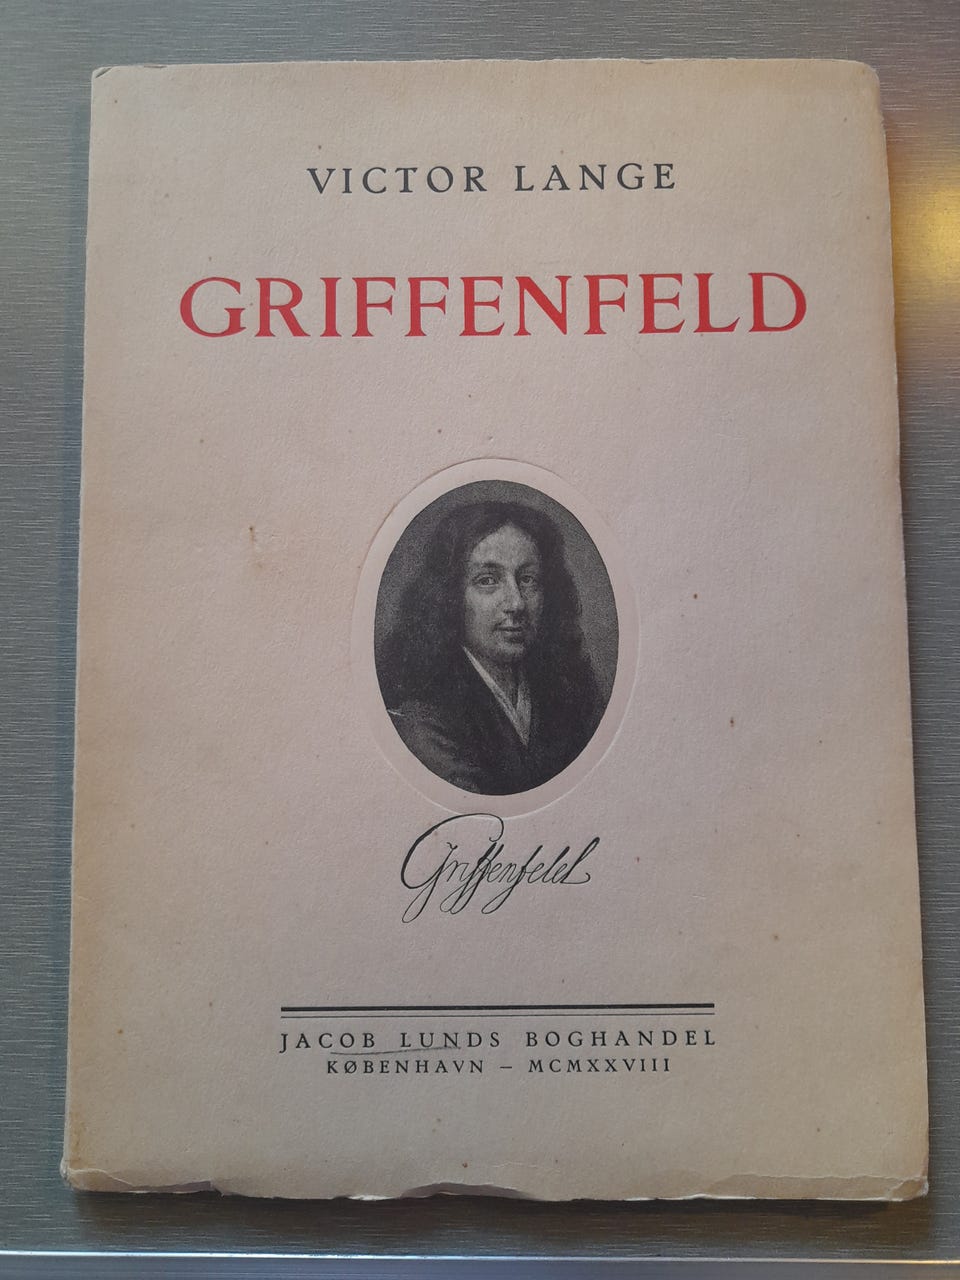 VICTOR LANGE
GRIFFENFELD
Griffenfeld
JACOB LUNDS BOGHANDEL
KØBENHAVN – MCMXXVIII